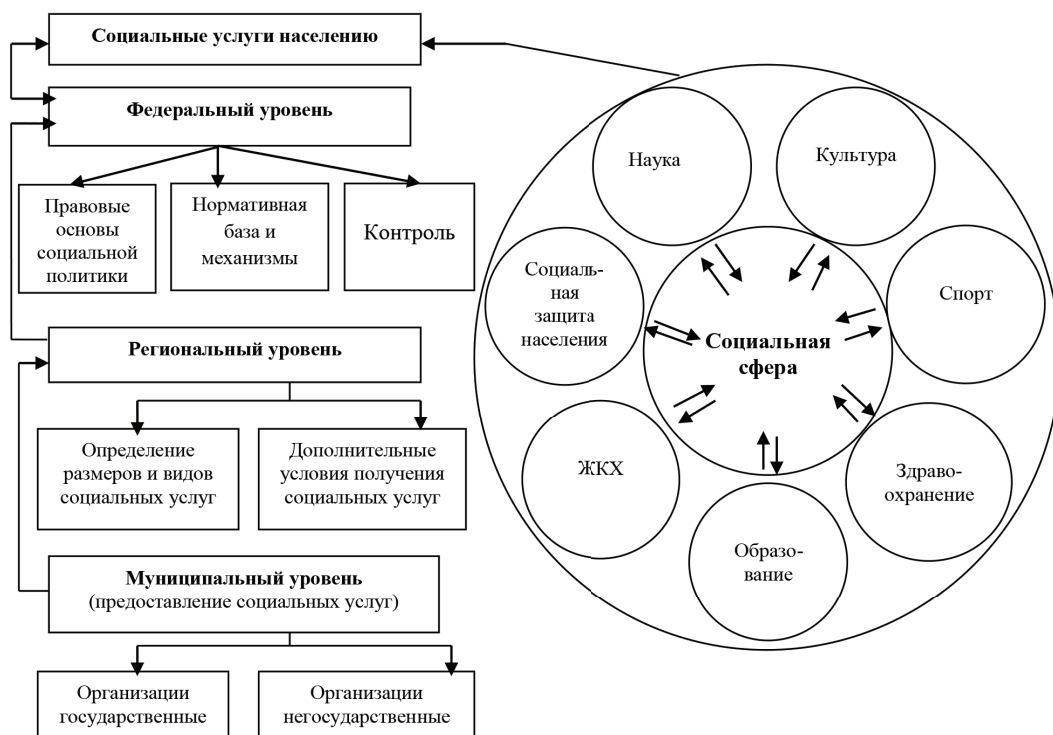 Социальные услуги населению
Федеральный уровень
Правовые
основы
социальной
политики
Нормативная
база и
механизмы
Контроль
Региональный уровень
Определение
размеров и видов
социальных услуг
Дополнительные
условия получения
социальных услуг
Муниципальный уровень
(предоставление социальных услуг)
Организации
государственные
Организации
негосударственные
Наука
Культура
Социаль-
ная
защита
населения
Спорт
Социальная
сфера
ЖКХ
Здраво-
охранение
Образо-
вание